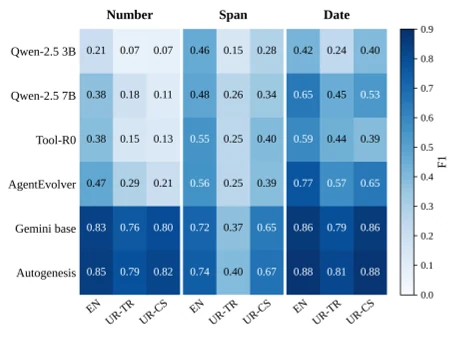 Number Span Date
Qwen-2.5 3B 0.21 0.07 0.07 0.46 0.15 0.28 0.42 0.24 0.40
Qwen-2.5 7B 0.38 0.18 0.11 0.48 0.26 0.34 0.65 0.45 0.53
Tool-R0 0.38 0.15 0.13 0.55 0.25 0.40 0.59 0.44 0.39
AgentEvolver 0.47 0.29 0.21 0.56 0.25 0.39 0.77 0.57 0.65
Gemini base 0.83 0.76 0.80 0.72 0.37 0.65 0.86 0.79 0.86
Autogenesis 0.85 0.79 0.82 0.74 0.40 0.67 0.88 0.81 0.88
EN UR-TR UR-CS EN UR-TR UR-CS EN UR-TR UR-CS
0.9
0.8
0.7
0.6
0.5
0.4
0.3
0.2
0.1
0.0
F1